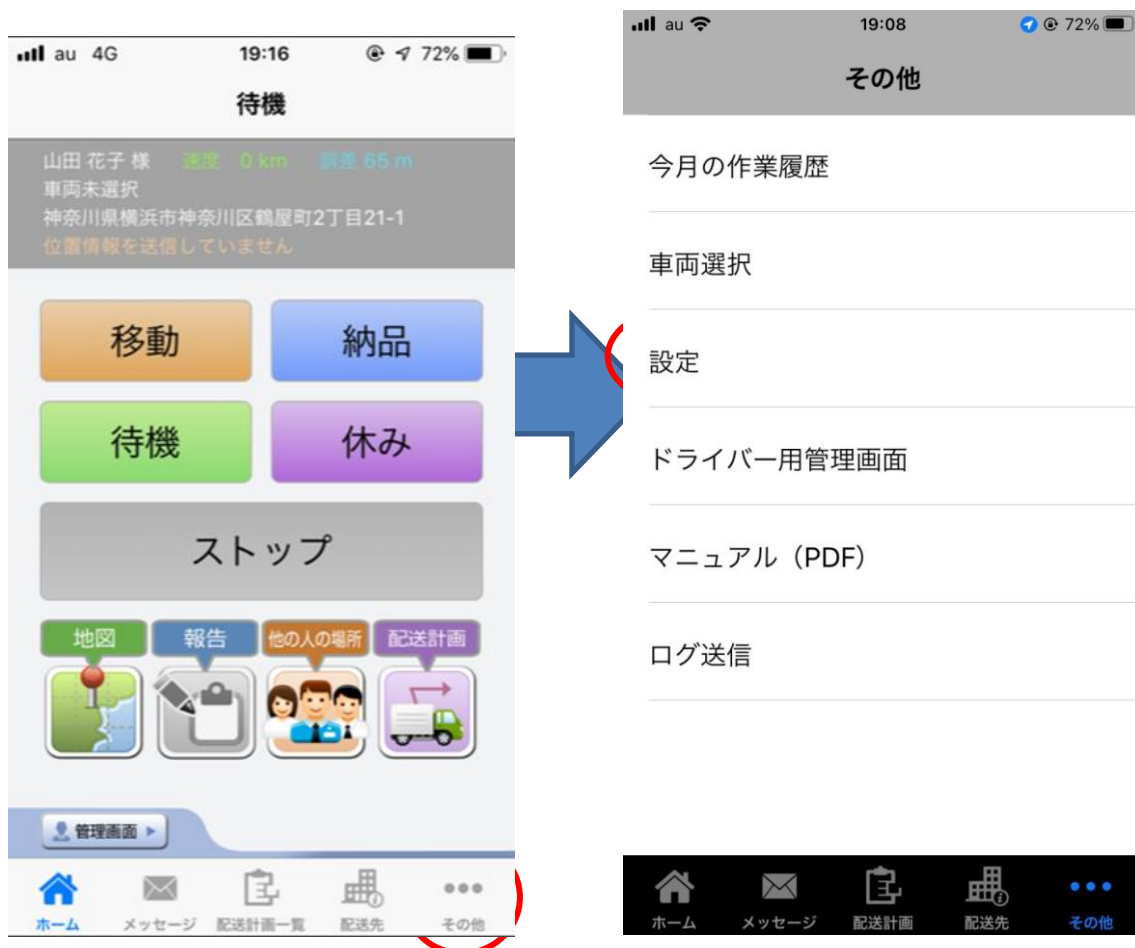 au 4G 19:16 72%
待機
山田 花子 様 速度 0 km 誤差 65 m
車両未選択
神奈川県横浜市神奈川区鶴屋町2丁目21-1
位置情報を送信していません
移動 納品
待機 休み
ストップ
地図 報告 他の人の場所 配送計画
管理画面
ホーム メッセージ 配送計画一覧 配送先 その他
au 19:08 72%
その他
今月の作業履歴
車両選択
設定
ドライバー用管理画面
マニュアル（PDF）
ログ送信
ホーム メッセージ 配送計画 配送先 その他